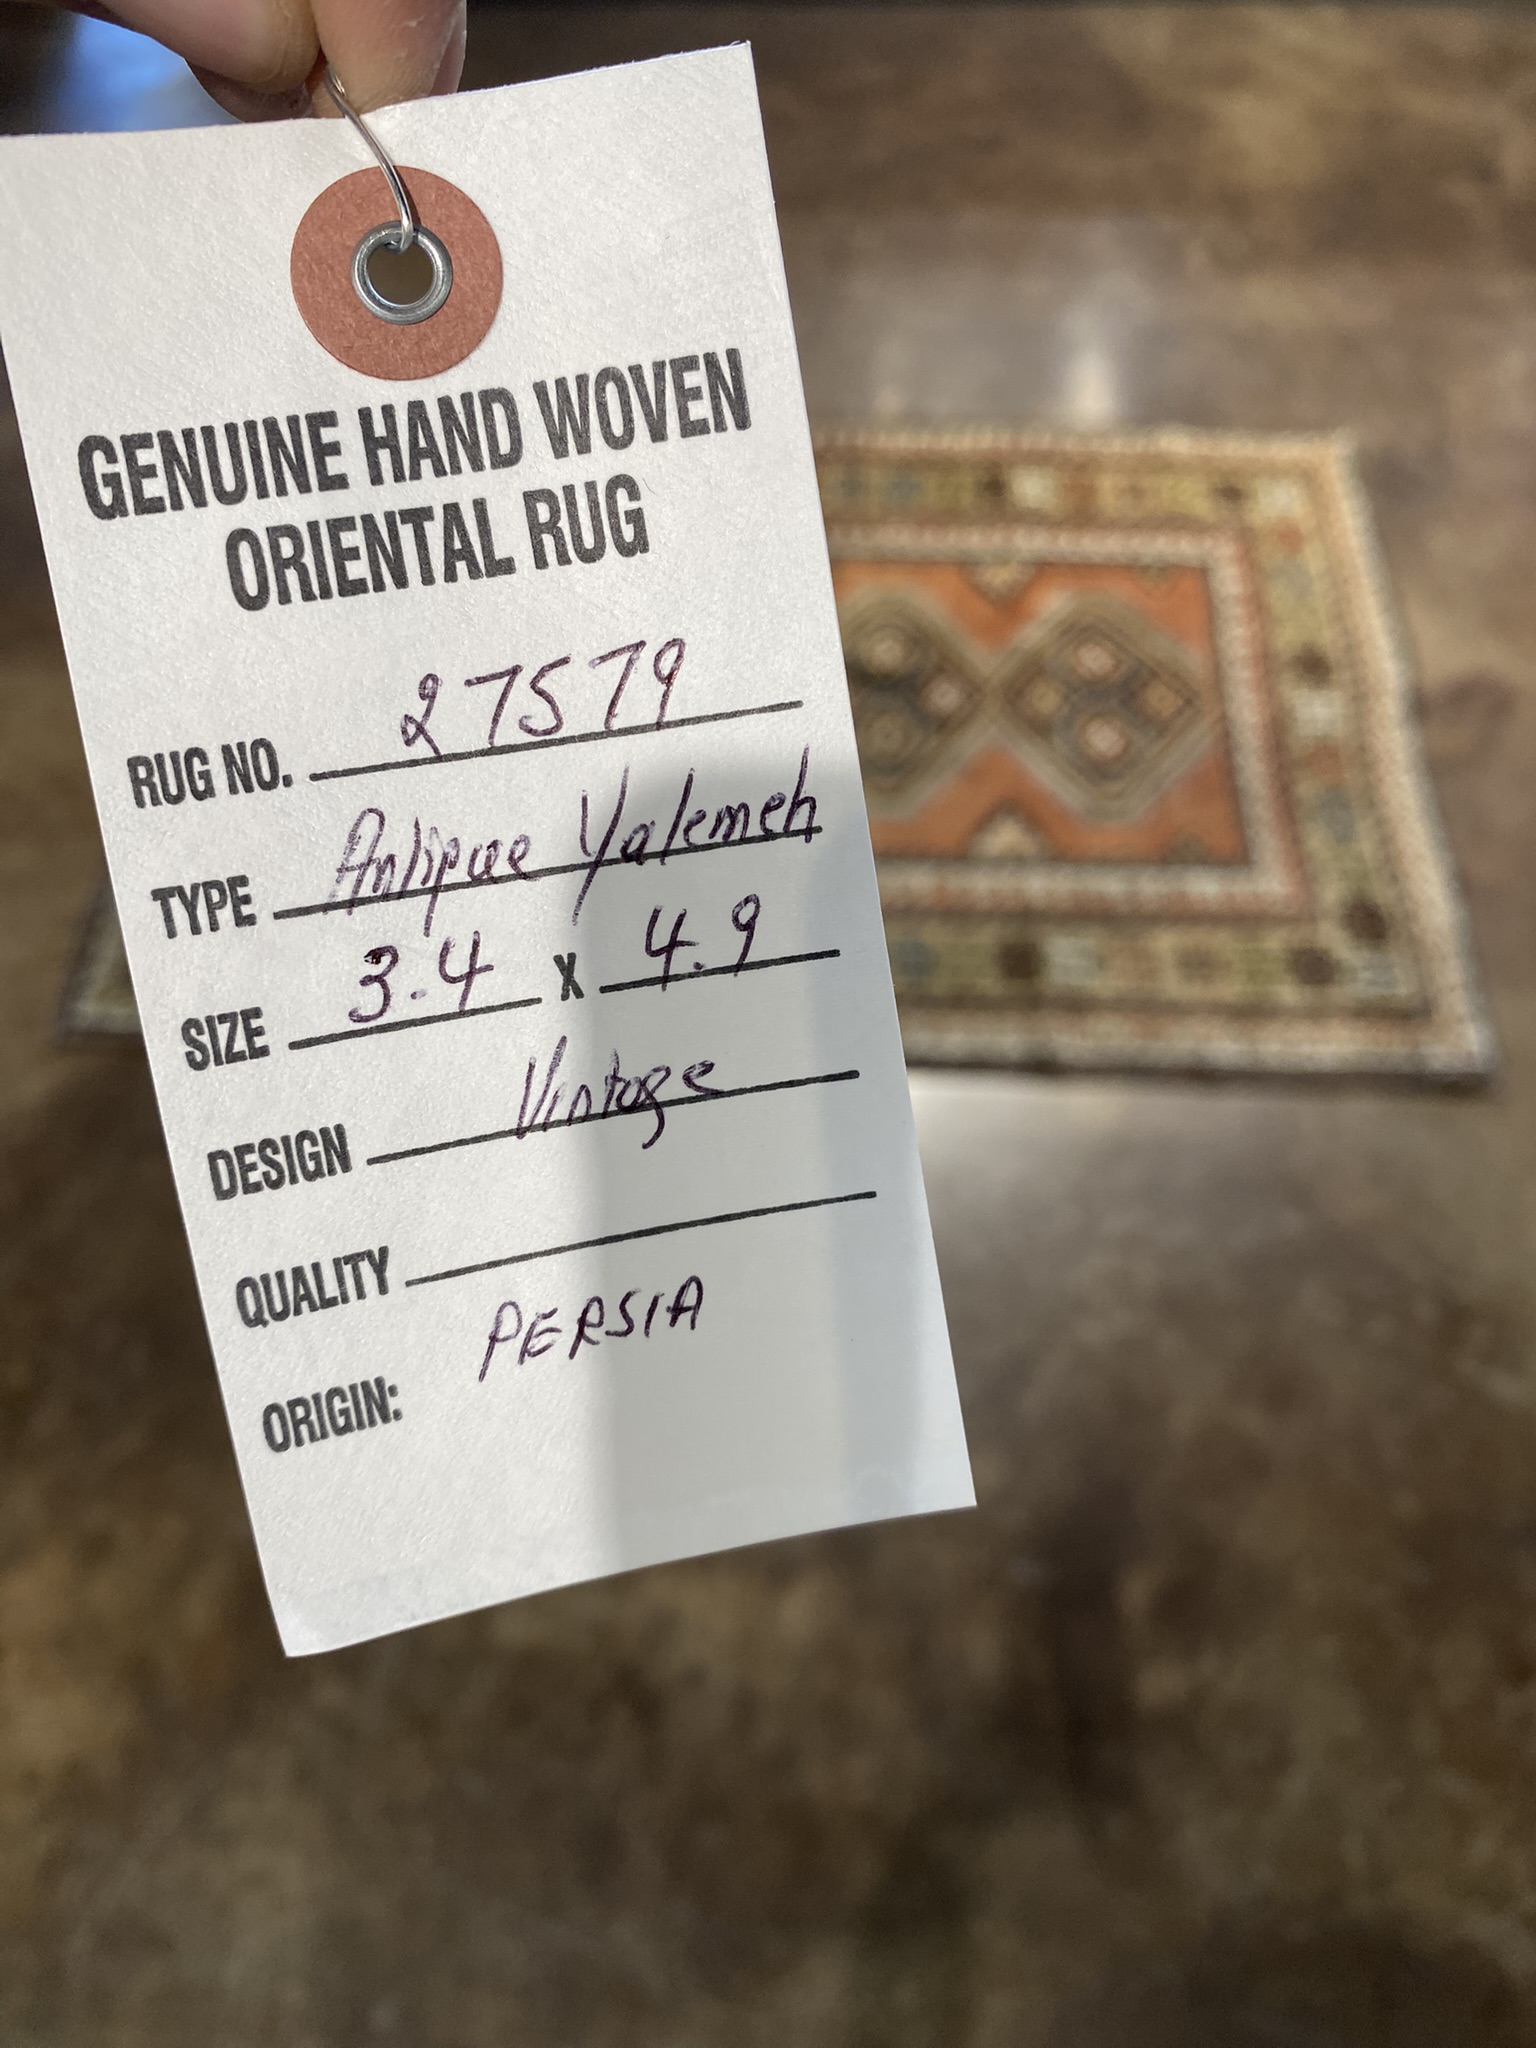 GENUINE HAND WOVEN
ORIENTAL RUG
RUG NO. 27579
TYPE Antique Yalemeh
SIZE 3.4 X 4.9
DESIGN Vintage
QUALITY
ORIGIN: PERSIA